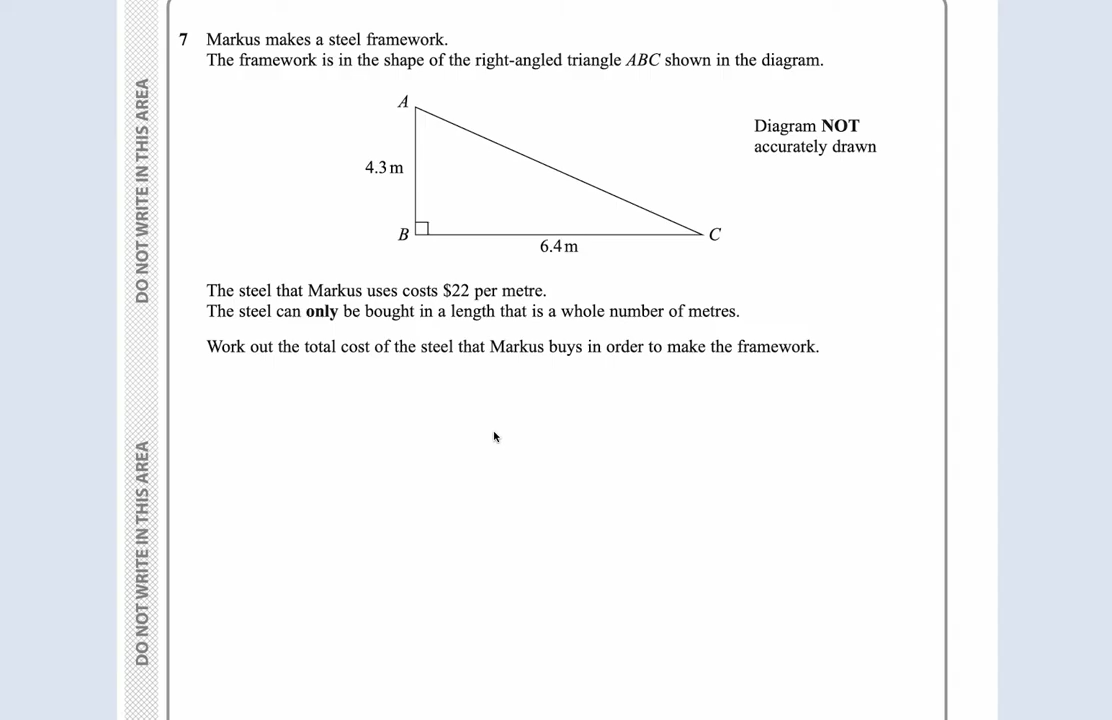 7 Markus makes a steel framework.
The framework is in the shape of the right-angled triangle ABC shown in the diagram.
A
Diagram NOT
accurately drawn
4.3 m
B
C
6.4 m
The steel that Markus uses costs $22 per metre.
The steel can only be bought in a length that is a whole number of metres.
Work out the total cost of the steel that Markus buys in order to make the framework.
DO NOT WRITE IN THIS AREA
DO NOT WRITE IN THIS AREA